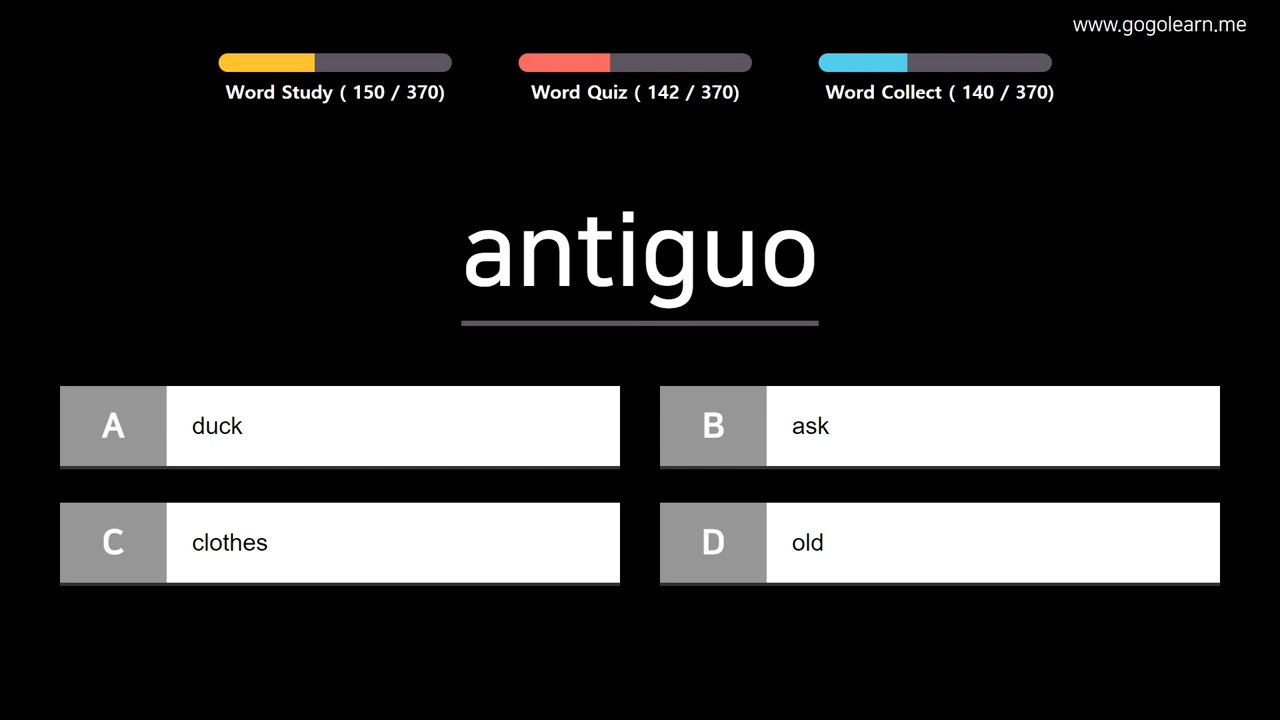 www.gogolearn.me
Word Study ( 150 / 370)
Word Quiz ( 142 / 370)
Word Collect ( 140 / 370)
antiguo
A duck
B ask
C clothes
D old